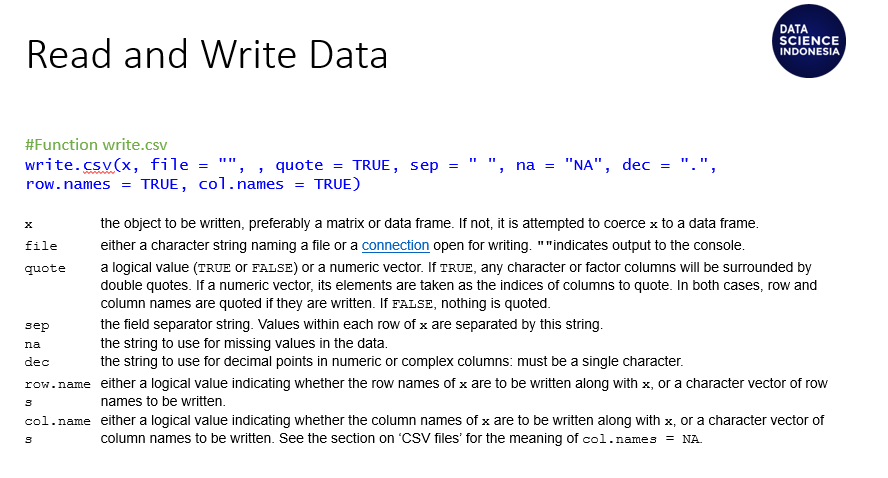 Read and Write Data
DATA
SCIENCE
INDONESIA
#Function write.csv
write.csv(x, file = "", , quote = TRUE, sep = " ", na = "NA", dec = ".",
row.names = TRUE, col.names = TRUE)
x the object to be written, preferably a matrix or data frame. If not, it is attempted to coerce x to a data frame.
file either a character string naming a file or a connection open for writing. ""indicates output to the console.
quote a logical value (TRUE or FALSE) or a numeric vector. If TRUE, any character or factor columns will be surrounded by
double quotes. If a numeric vector, its elements are taken as the indices of columns to quote. In both cases, row and
column names are quoted if they are written. If FALSE, nothing is quoted.
sep the field separator string. Values within each row of x are separated by this string.
na the string to use for missing values in the data.
dec the string to use for decimal points in numeric or complex columns: must be a single character.
row.name either a logical value indicating whether the row names of x are to be written along with x, or a character vector of row
s names to be written.
col.name either a logical value indicating whether the column names of x are to be written along with x, or a character vector of
s column names to be written. See the section on ‘CSV files’ for the meaning of col.names = NA.